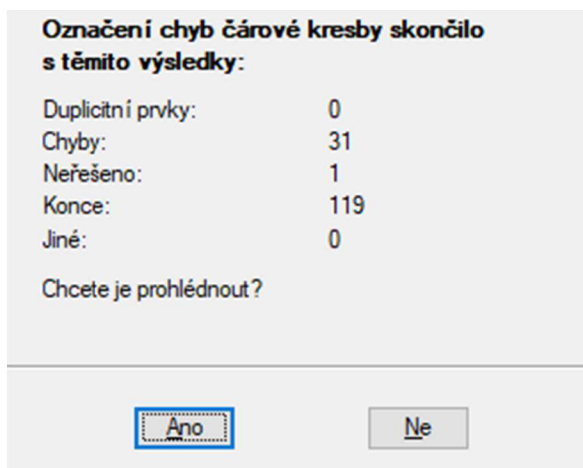 Označení chyb čárové kresby skončilo
s těmito výsledky:
Duplicitní prvky: 0
Chyby: 31
Neřešeno: 1
Konce: 119
Jiné: 0
Chcete je prohlédnout?
Ano Ne